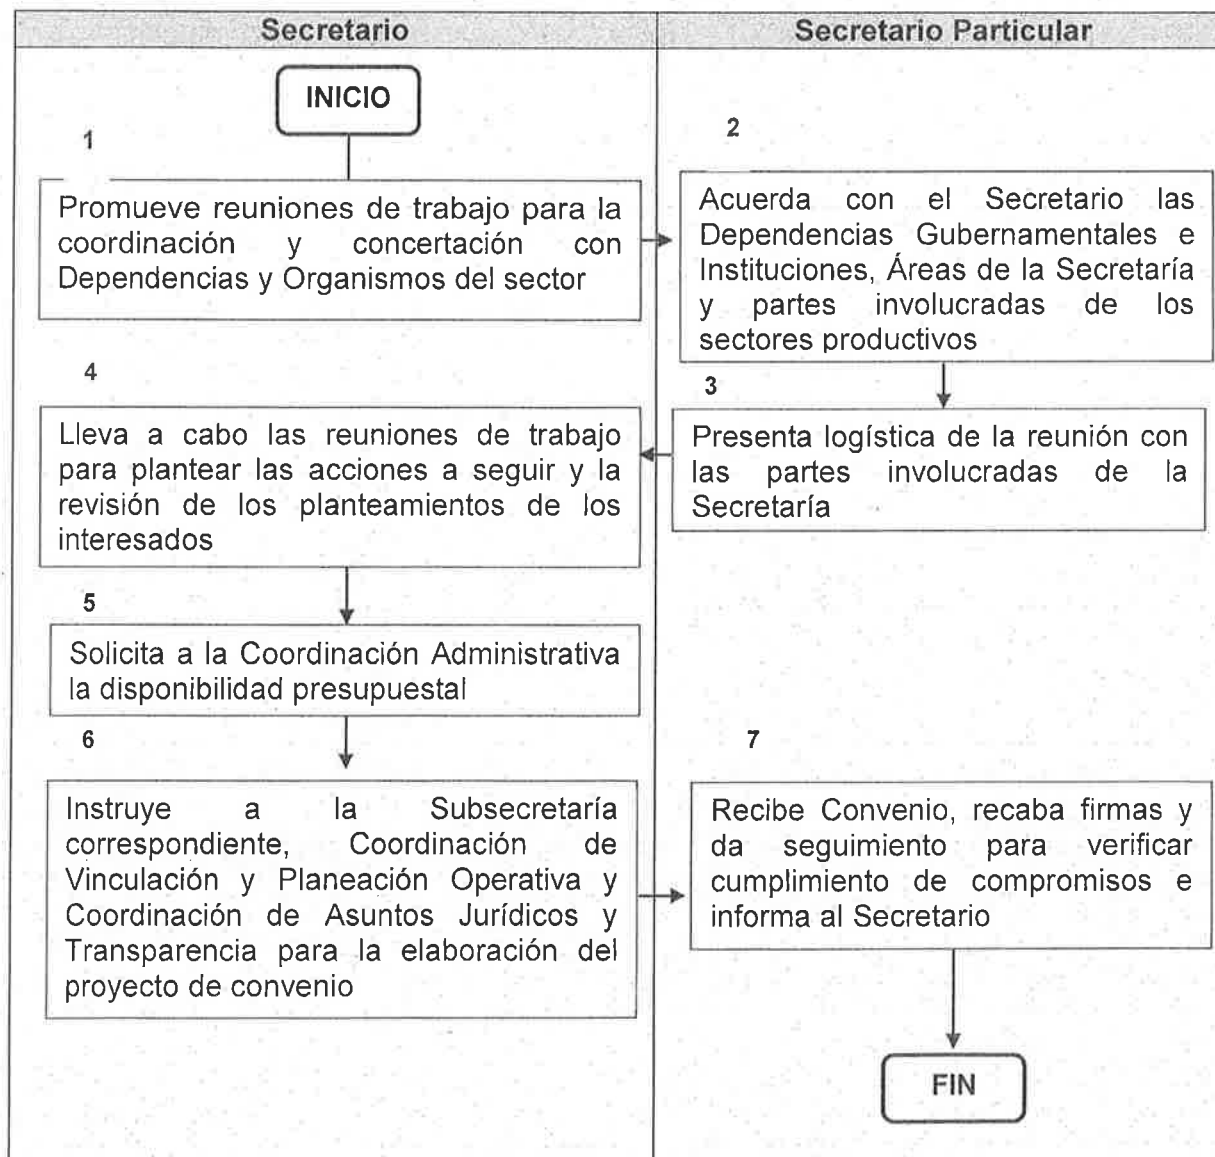 Secretario
Secretario Particular
INICIO
1
Promueve reuniones de trabajo para la
coordinación y concertación con
Dependencias y Organismos del sector
2
Acuerda con el Secretario las
Dependencias Gubernamentales e
Instituciones, Áreas de la Secretaría
y partes involucradas de los
sectores productivos
3
Presenta logística de la reunión con
las partes involucradas de la
Secretaría
4
Lleva a cabo las reuniones de trabajo
para plantear las acciones a seguir y la
revisión de los planteamientos de los
interesados
5
Solicita a la Coordinación Administrativa
la disponibilidad presupuestal
6
Instruye a la Subsecretaría
correspondiente, Coordinación de
Vinculación y Planeación Operativa y
Coordinación de Asuntos Jurídicos y
Transparencia para la elaboración del
proyecto de convenio
7
Recibe Convenio, recaba firmas y
da seguimiento para verificar
cumplimiento de compromisos e
informa al Secretario
FIN